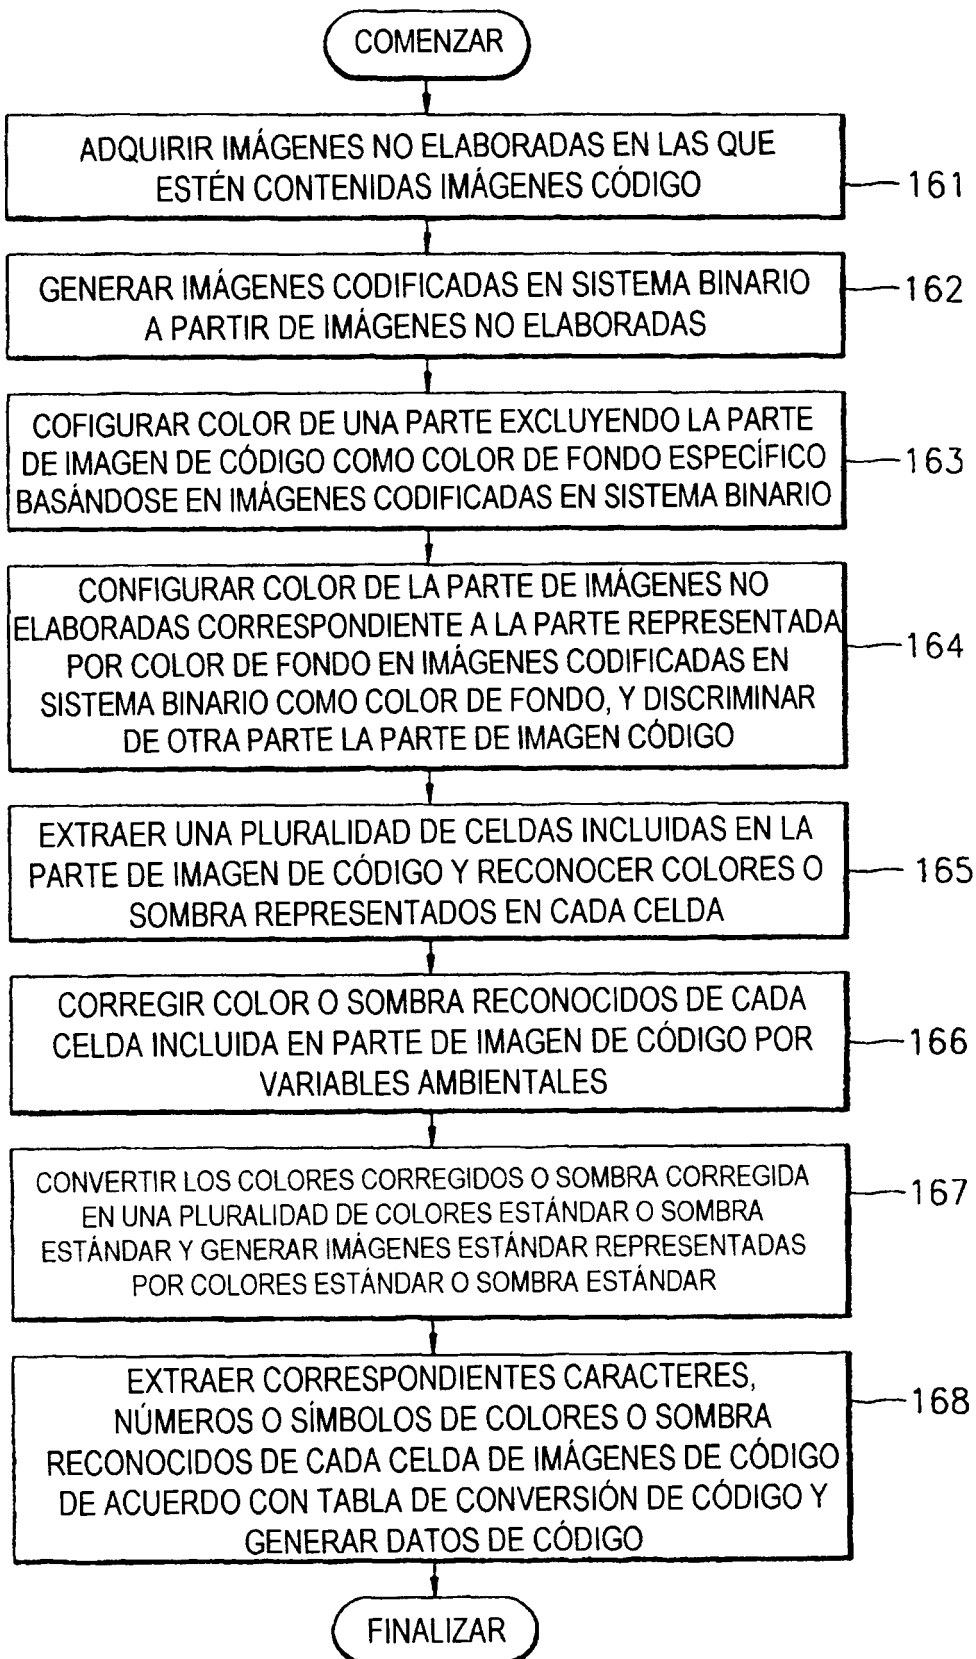 COMENZAR
ADQUIRIR IMÁGENES NO ELABORADAS EN LAS QUE
ESTÉN CONTENIDAS IMÁGENES CÓDIGO
161
GENERAR IMÁGENES CODIFICADAS EN SISTEMA BINARIO
A PARTIR DE IMÁGENES NO ELABORADAS
162
COFIGURAR COLOR DE UNA PARTE EXCLUYENDO LA PARTE
DE IMAGEN DE CÓDIGO COMO COLOR DE FONDO ESPECÍFICO
BASÁNDOSE EN IMÁGENES CODIFICADAS EN SISTEMA BINARIO
163
CONFIGURAR COLOR DE LA PARTE DE IMÁGENES NO
ELABORADAS CORRESPONDIENTE A LA PARTE REPRESENTADA
POR COLOR DE FONDO EN IMÁGENES CODIFICADAS EN
SISTEMA BINARIO COMO COLOR DE FONDO, Y DISCRIMINAR
DE OTRA PARTE LA PARTE DE IMAGEN CÓDIGO
164
EXTRAER UNA PLURALIDAD DE CELDAS INCLUIDAS EN LA
PARTE DE IMAGEN DE CÓDIGO Y RECONOCER COLORES O
SOMBRA REPRESENTADOS EN CADA CELDA
165
CORREGIR COLOR O SOMBRA RECONOCIDOS DE CADA
CELDA INCLUIDA EN PARTE DE IMAGEN DE CÓDIGO POR
VARIABLES AMBIENTALES
166
CONVERTIR LOS COLORES CORREGIDOS O SOMBRA CORREGIDA
EN UNA PLURALIDAD DE COLORES ESTÁNDAR O SOMBRA
ESTÁNDAR Y GENERAR IMÁGENES ESTÁNDAR REPRESENTADAS
POR COLORES ESTÁNDAR O SOMBRA ESTÁNDAR
167
EXTRAER CORRESPONDIENTES CARACTERES,
NÚMEROS O SÍMBOLOS DE COLORES O SOMBRA
RECONOCIDOS DE CADA CELDA DE IMÁGENES DE CÓDIGO
DE ACUERDO CON TABLA DE CONVERSIÓN DE CÓDIGO Y
GENERAR DATOS DE CÓDIGO
168
FINALIZAR